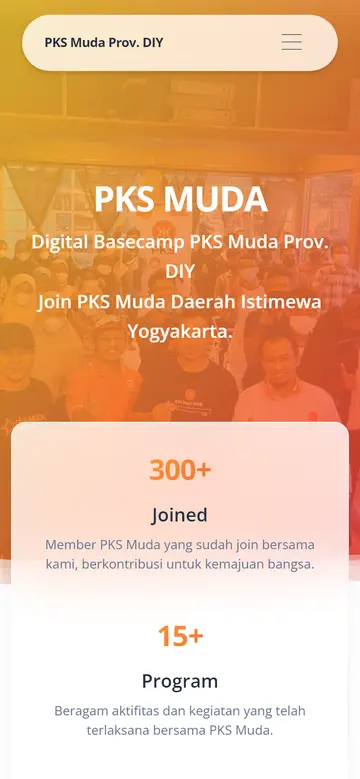 PKS Muda Prov. DIY
PKS MUDA
Digital Basecamp PKS Muda Prov.
DIY
Join PKS Muda Daerah Istimewa
Yogyakarta.
300+
Joined
Member PKS Muda yang sudah join bersama
kami, berkontribusi untuk kemajuan bangsa.
15+
Program
Beragam aktifitas dan kegiatan yang telah
terlaksana bersama PKS Muda.